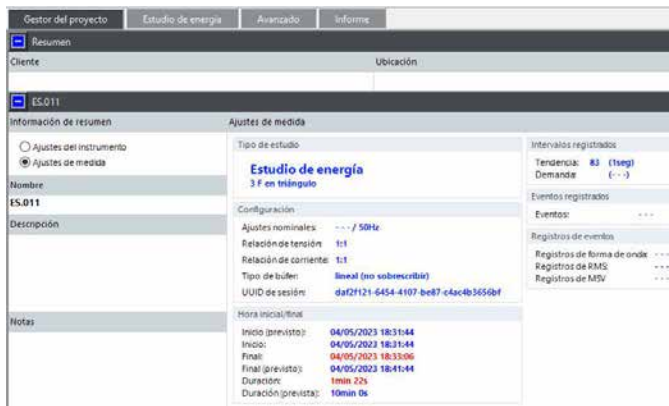 Gestor del proyecto Estudio de energía Avanzado Informe
Resumen
Cliente Ubicación
ES.011
Información de resumen Ajustes de medida
Ajustes del instrumento
Ajustes de medida
Nombre
ES.011
Descripción
Notas
Tipo de estudio
Estudio de energía
3 F en triángulo
Configuración
Ajustes nominales: - - - / 50Hz
Relación de tensión: 1:1
Relación de corriente: 1:1
Tipo de búfer: lineal (no sobrescribir)
UUID de sesión: daf2f121-6454-4107-be87-c4ac4b3656bf
Hora inicial/final
Inicio (previsto): 04/05/2023 18:31:44
Inicio: 04/05/2023 18:31:44
Final: 04/05/2023 18:33:06
Final (previsto): 04/05/2023 18:41:44
Duración: 1min 22s
Duración (prevista): 10min 0s
Intervalos registrados
Tendencia: 83 (1seg)
Demanda: (- - -)
Eventos registrados
Eventos: - - -
Registros de eventos
Registros de forma de onda: - - -
Registros de RMS: - - -
Registros de MSV - - -